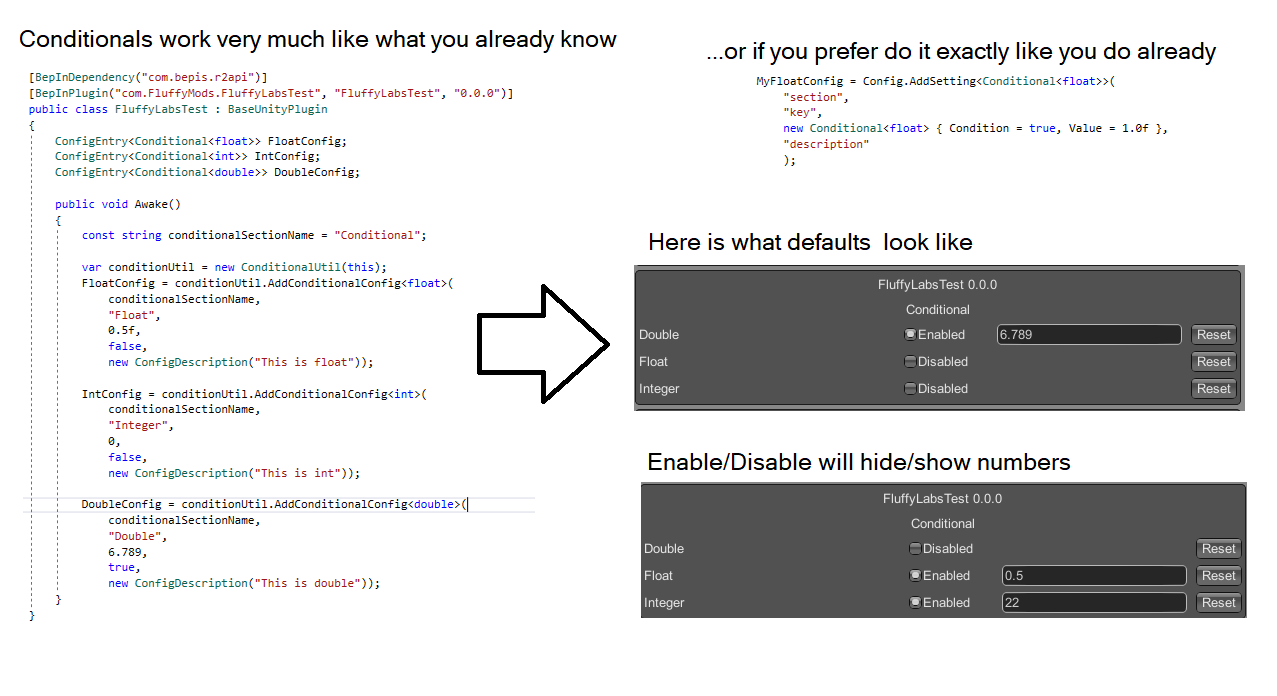 Conditionals work very much like what you already know
[BepInDependency("com.bepis.r2api")]
[BepInPlugin("com.FluffyMods.FluffyLabsTest", "FluffyLabsTest", "0.0.0")]
public class FluffyLabsTest : BaseUnityPlugin
{
ConfigEntry<Conditional<float>> FloatConfig;
ConfigEntry<Conditional<int>> IntConfig;
ConfigEntry<Conditional<double>> DoubleConfig;
public void Awake()
{
const string conditionalSectionName = "Conditional";
var conditionUtil = new ConditionalUtil(this);
FloatConfig = conditionUtil.AddConditionalConfig<float>(
conditionalSectionName,
"Float",
0.5f,
false,
new ConfigDescription("This is float"));
IntConfig = conditionUtil.AddConditionalConfig<int>(
conditionalSectionName,
"Integer",
0,
false,
new ConfigDescription("This is int"));
DoubleConfig = conditionUtil.AddConditionalConfig<double>(
conditionalSectionName,
"Double",
6.789,
true,
new ConfigDescription("This is double"));
}
}
...or if you prefer do it exactly like you do already
MyFloatConfig = Config.AddSetting<Conditional<float>>(
"section",
"key",
new Conditional<float> { Condition = true, Value = 1.0f },
"description"
);
Here is what defaults look like
FluffyLabsTest 0.0.0
Conditional
Double Enabled 6.789 Reset
Float Disabled Reset
Integer Disabled Reset
Enable/Disable will hide/show numbers
FluffyLabsTest 0.0.0
Conditional
Double Disabled Reset
Float Enabled 0.5 Reset
Integer Enabled 22 Reset